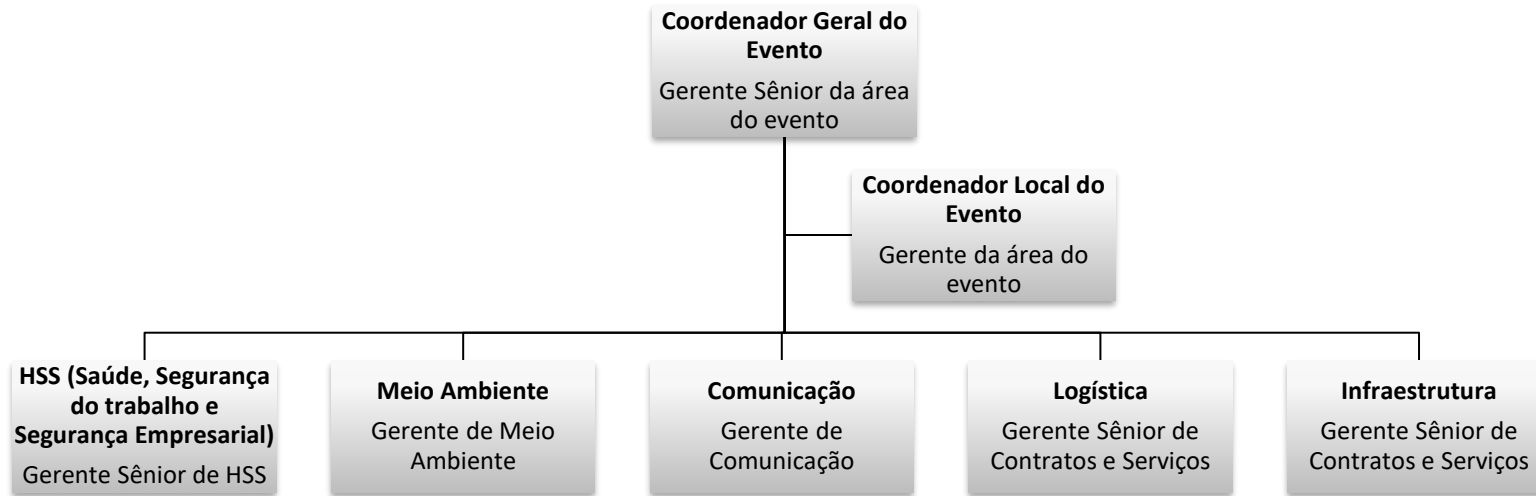 Coordenador Geral do
Evento
Gerente Sênior da área
do evento
Coordenador Local do
Evento
Gerente da área do
evento
HSS (Saúde, Segurança
do trabalho e
Segurança Empresarial)
Gerente Sênior de HSS
Meio Ambiente
Gerente de Meio
Ambiente
Comunicação
Gerente de
Comunicação
Logística
Gerente Sênior de
Contratos e Serviços
Infraestrutura
Gerente Sênior de
Contratos e Serviços